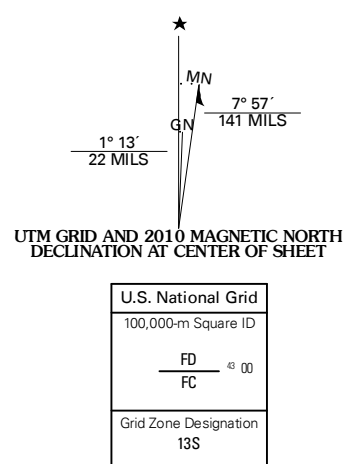 ★
MN
7° 57´
141 MILS
GN
1° 13´
22 MILS
UTM GRID AND 2010 MAGNETIC NORTH
DECLINATION AT CENTER OF SHEET
U.S. National Grid
100,000-m Square ID
FD
43 00
FC
Grid Zone Designation
13S